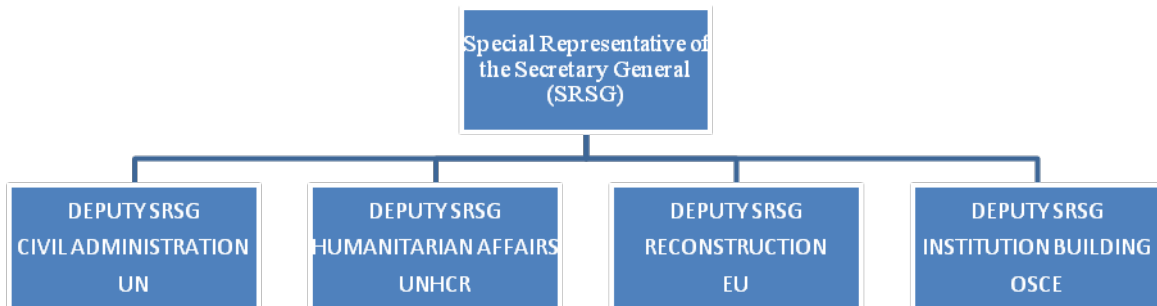 Special Representative of
the Secretary General
(SRSG)
DEPUTY SRSG
CIVIL ADMINISTRATION
UN
DEPUTY SRSG
HUMANITARIAN AFFAIRS
UNHCR
DEPUTY SRSG
RECONSTRUCTION
EU
DEPUTY SRSG
INSTITUTION BUILDING
OSCE